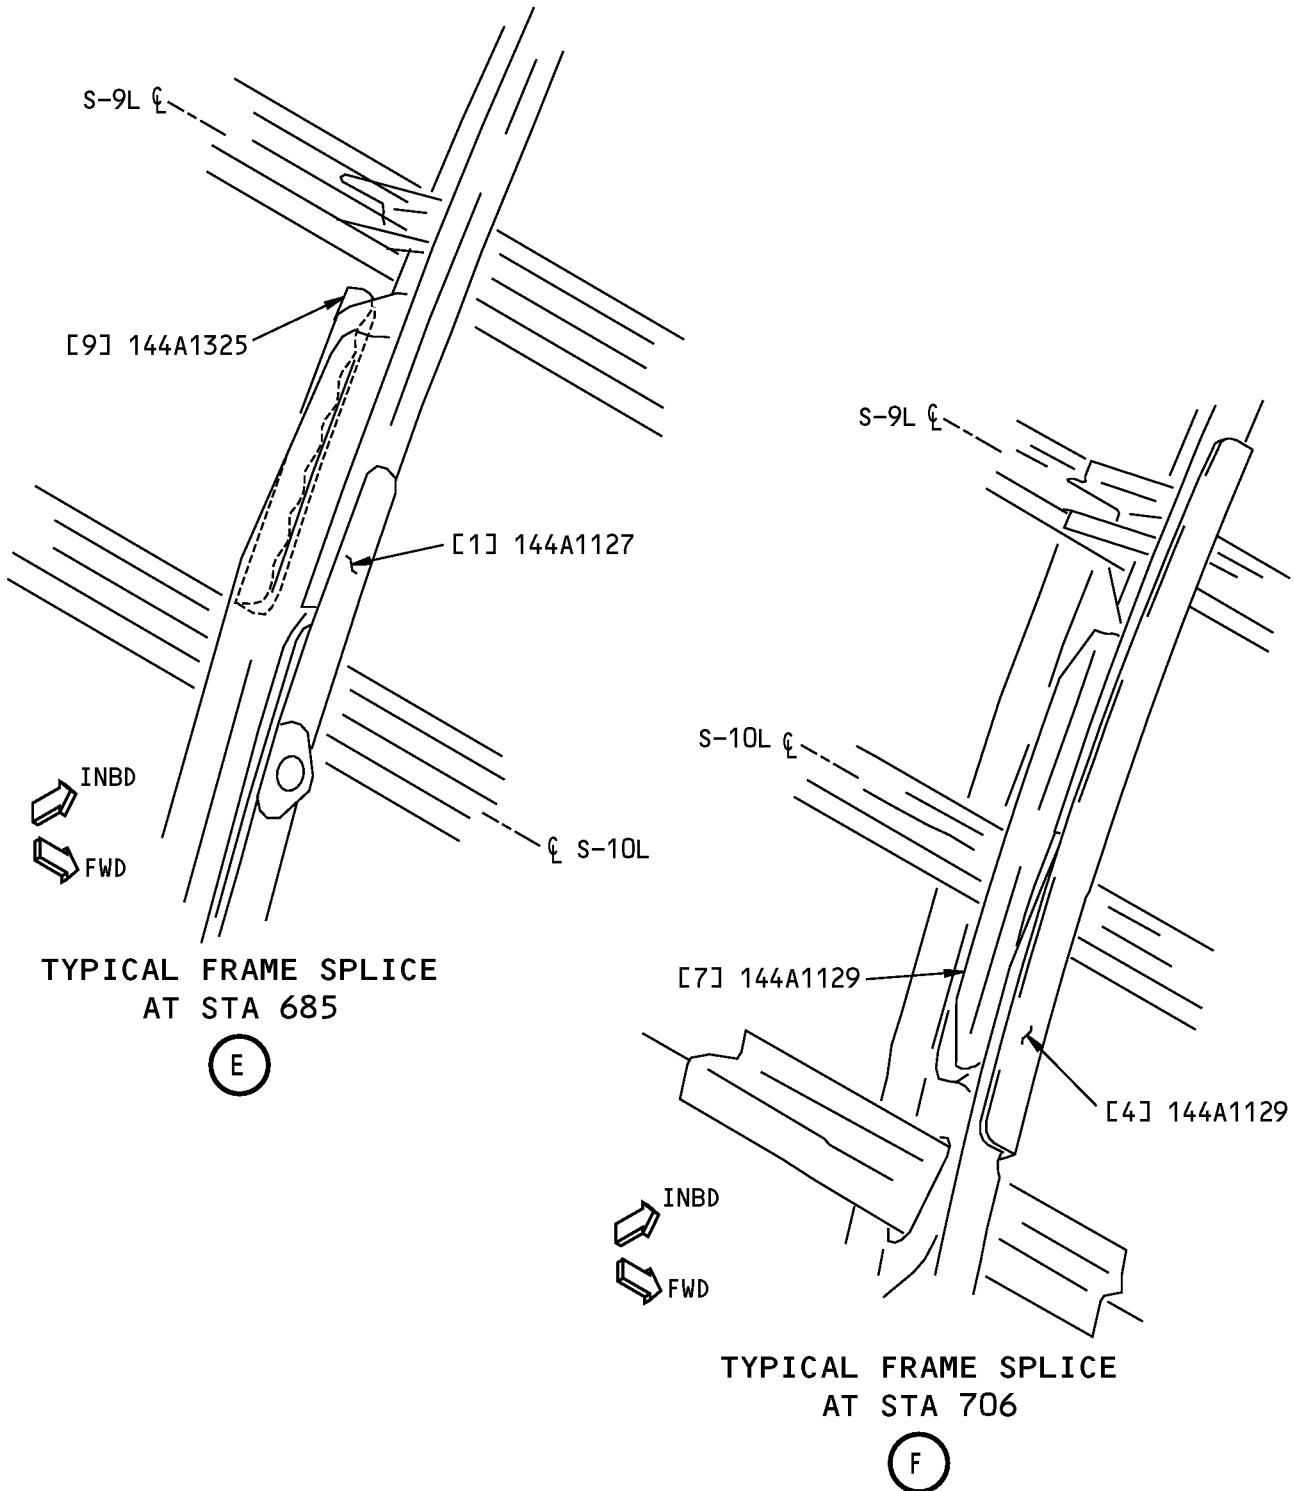 S-9L ℄
[9] 144A1325
[1] 144A1127
INBD
FWD
℄ S-10L
TYPICAL FRAME SPLICE
AT STA 685
E
S-9L ℄
S-10L ℄
[7] 144A1129
[4] 144A1129
INBD
FWD
TYPICAL FRAME SPLICE
AT STA 706
F